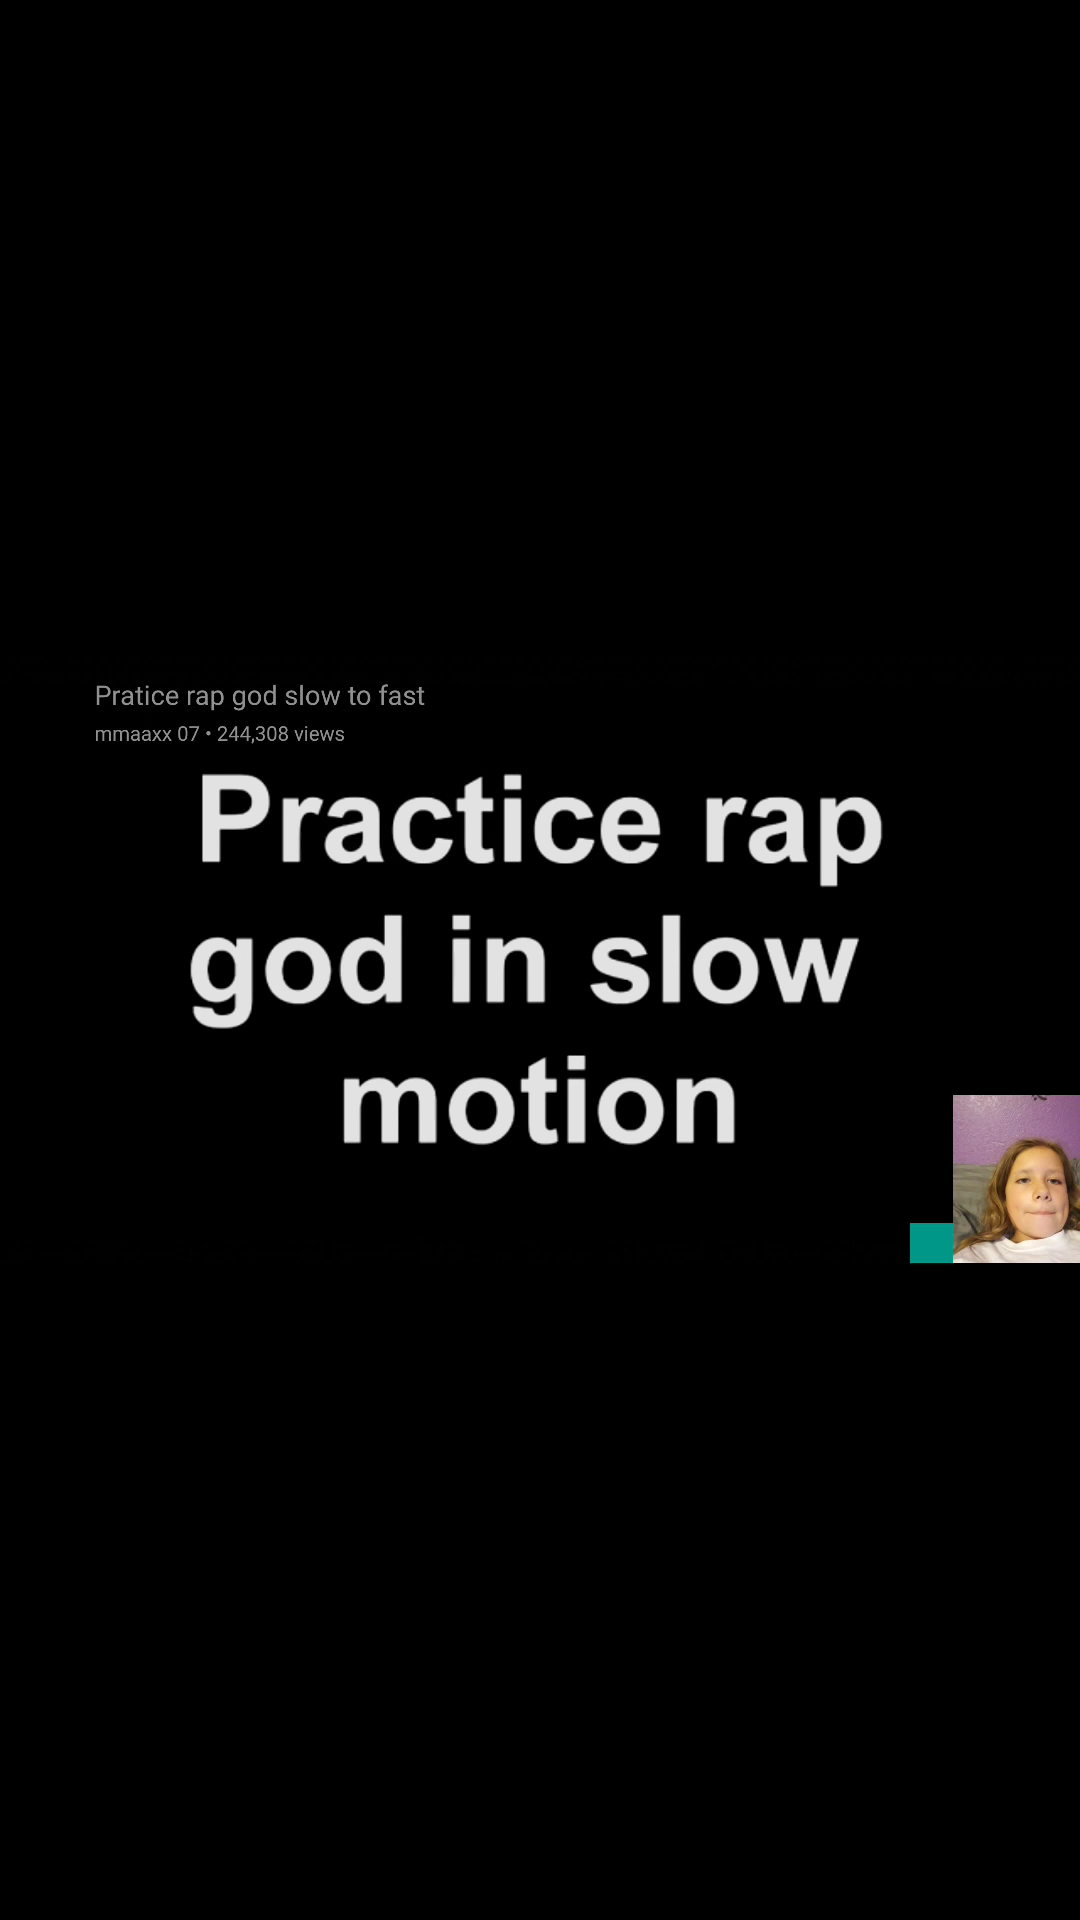 Pratice rap god slow to fast
mmaaxx 07 • 244,308 views
Practice rap
god in slow
motion